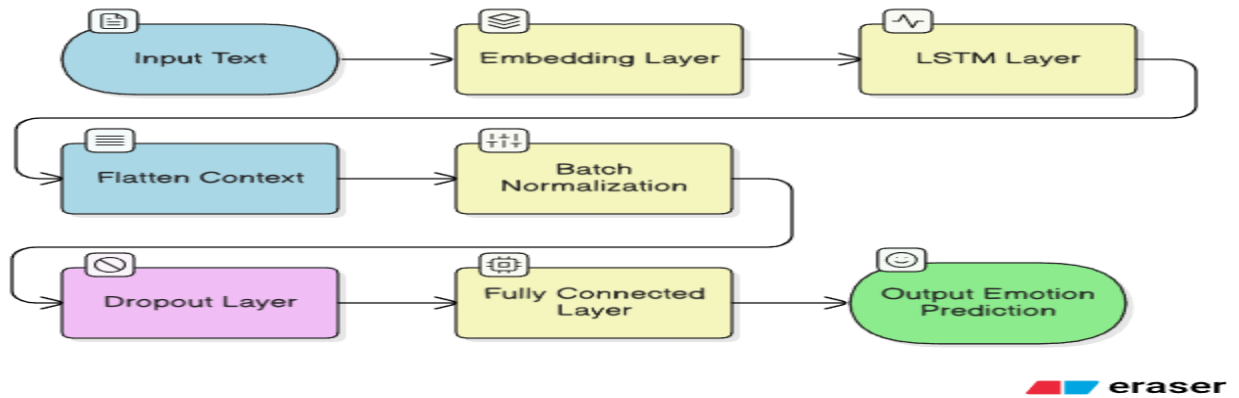 Input Text
Embedding Layer
LSTM Layer
Flatten Context
Batch
Normalization
Dropout Layer
Fully Connected
Layer
Output Emotion
Prediction
eraser